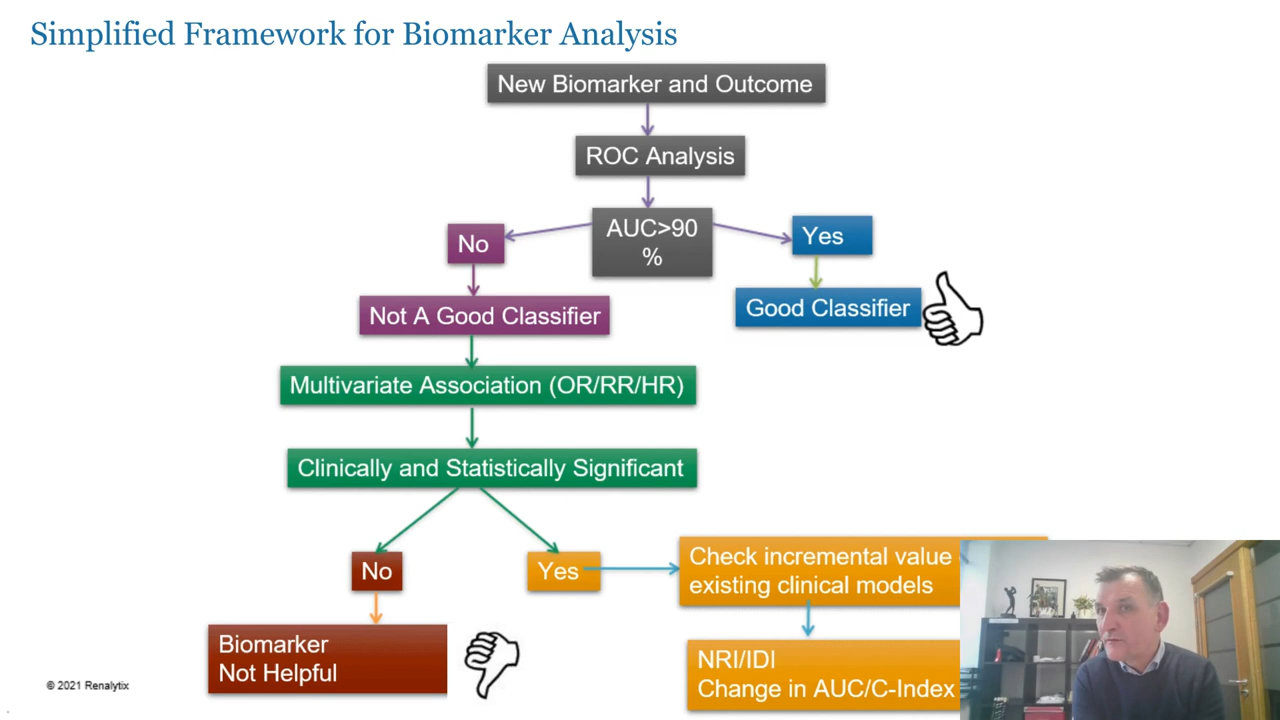 Simplified Framework for Biomarker Analysis
New Biomarker and Outcome
ROC Analysis
AUC>90
%
No
Yes
Not A Good Classifier
Good Classifier
Multivariate Association (OR/RR/HR)
Clinically and Statistically Significant
No
Yes
Check incremental value
existing clinical models
Biomarker
Not Helpful
NRI/IDI
Change in AUC/C-Index
© 2021 Renalytix